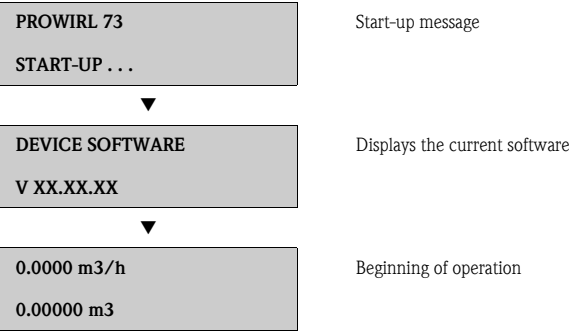 PROWIRL 73
Start-up message
START-UP . . .
▼
DEVICE SOFTWARE
Displays the current software
V XX.XX.XX
▼
0.0000 m3/h
Beginning of operation
0.00000 m3